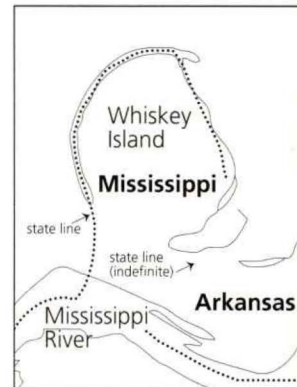 Whiskey
Island
Mississippi
state line
state line
(indefinite)
Arkansas
Mississippi
River